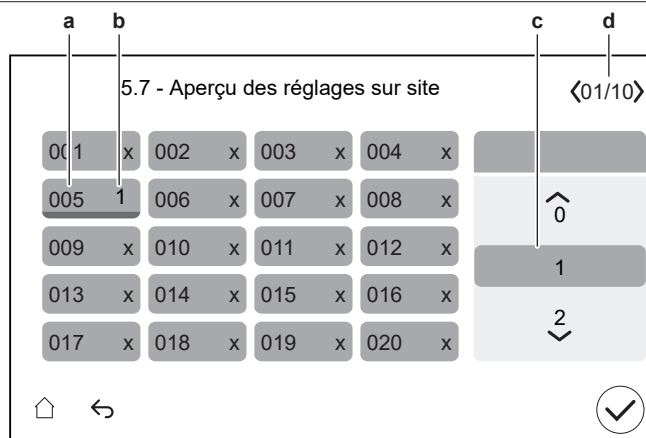 a b c d
5.7 - Aperçu des réglages sur site 01/10
001 x 002 x 003 x 004 x
005 1 006 x 007 x 008 x
0
009 x 010 x 011 x 012 x
1
013 x 014 x 015 x 016 x
2
017 x 018 x 019 x 020 x